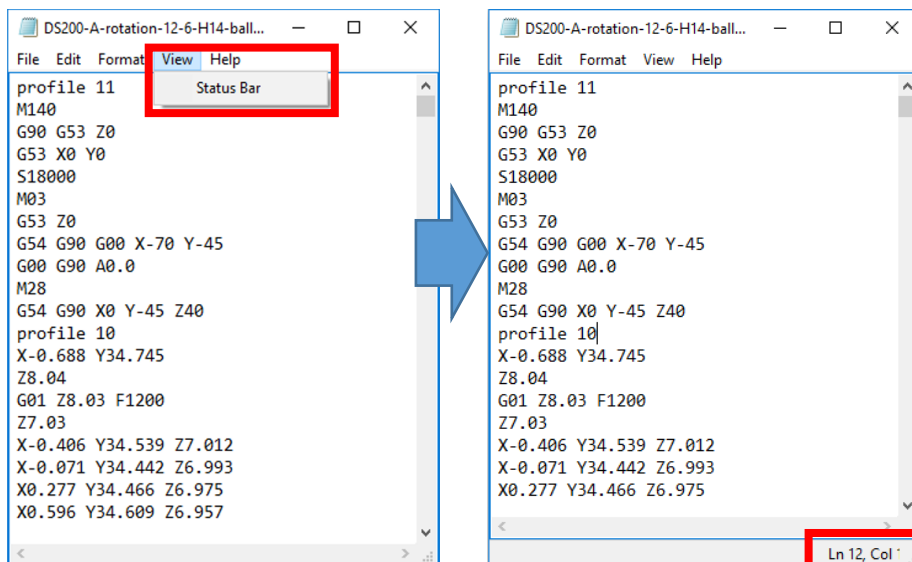 DS200-A-rotation-12-6-H14-ball...
File Edit Format View Help
Status Bar
profile 11
M140
G90 G53 Z0
G53 X0 Y0
S18000
M03
G53 Z0
G54 G90 G00 X-70 Y-45
G00 G90 A0.0
M28
G54 G90 X0 Y-45 Z40
profile 10
X-0.688 Y34.745
Z8.04
G01 Z8.03 F1200
Z7.03
X-0.406 Y34.539 Z7.012
X-0.071 Y34.442 Z6.993
X0.277 Y34.466 Z6.975
X0.596 Y34.609 Z6.957
DS200-A-rotation-12-6-H14-ball...
File Edit Format View Help
profile 11
M140
G90 G53 Z0
G53 X0 Y0
S18000
M03
G53 Z0
G54 G90 G00 X-70 Y-45
G00 G90 A0.0
M28
G54 G90 X0 Y-45 Z40
profile 10
X-0.688 Y34.745
Z8.04
G01 Z8.03 F1200
Z7.03
X-0.406 Y34.539 Z7.012
X-0.071 Y34.442 Z6.993
X0.277 Y34.466 Z6.975
Ln 12, Col